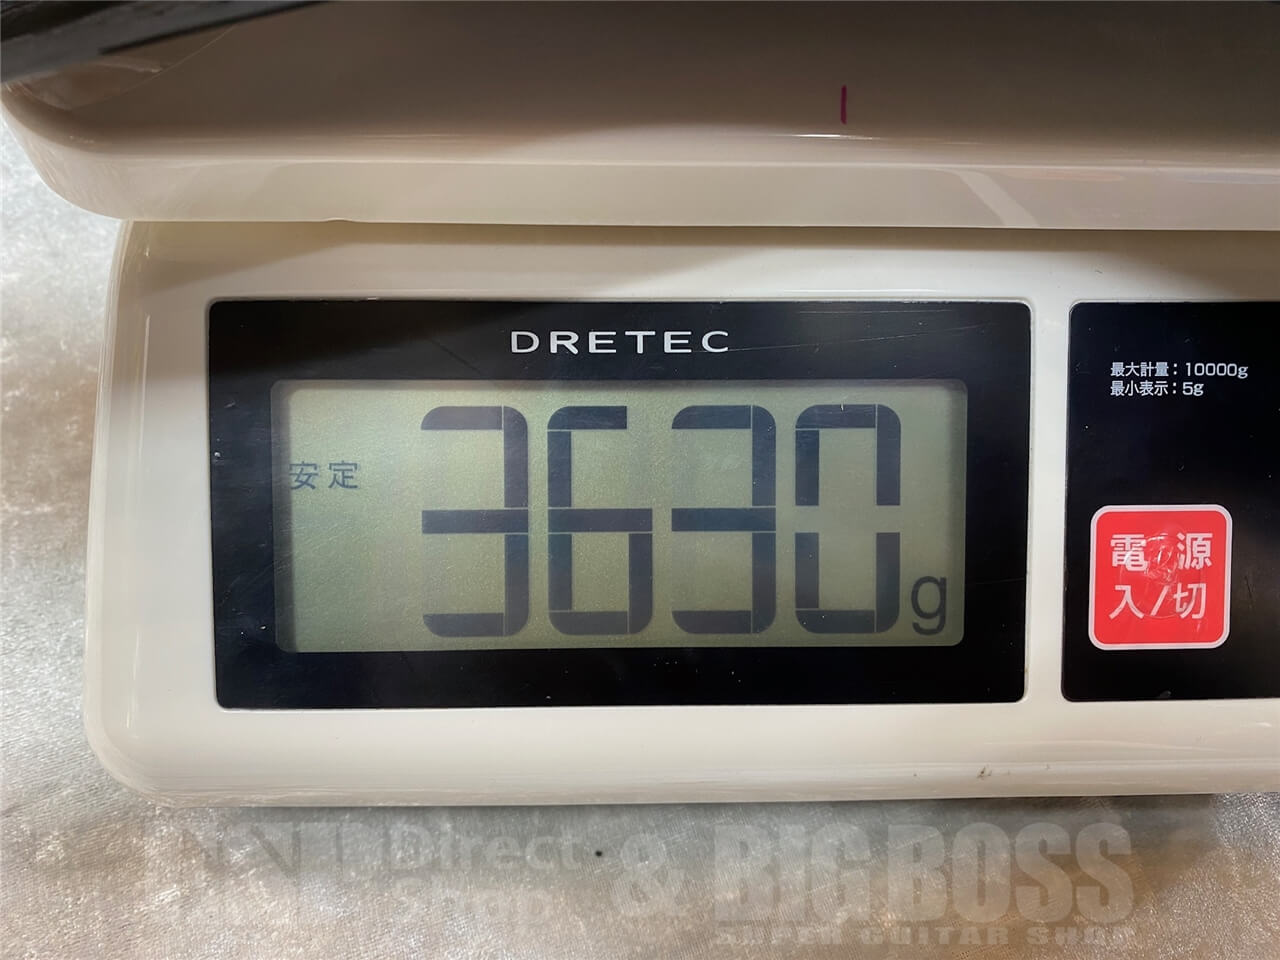 DRETEC
安定
3630g
最大計量：10000g
最小表示：5g
電源
入/切
Direct
Shop
& BIGBOSS
SUPER GUITAR SHOP